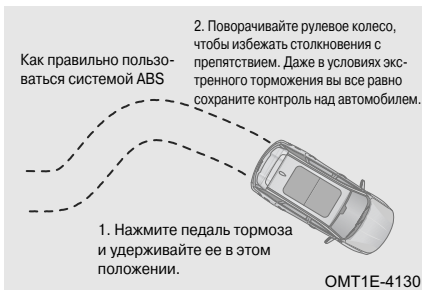 Как правильно пользо-
ваться системой ABS
2. Поворачивайте рулевое колесо,
чтобы избежать столкновения с
препятствием. Даже в условиях экс-
тренного торможения вы все равно
сохраните контроль над автомобилем.
1. Нажмите педаль тормоза
и удерживайте ее в этом
положении.
OMT1E-4130